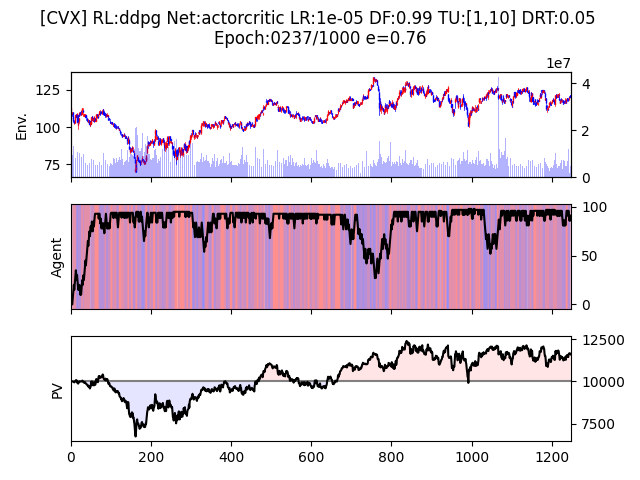 [CVX] RL:ddpg Net:actorcritic LR:1e-05 DF:0.99 TU:[1,10] DRT:0.05
Epoch:0237/1000 e=0.76
1e7
Env.
125
100
75
4
2
0
Agent
100
50
0
PV
12500
10000
7500
0 200 400 600 800 1000 1200